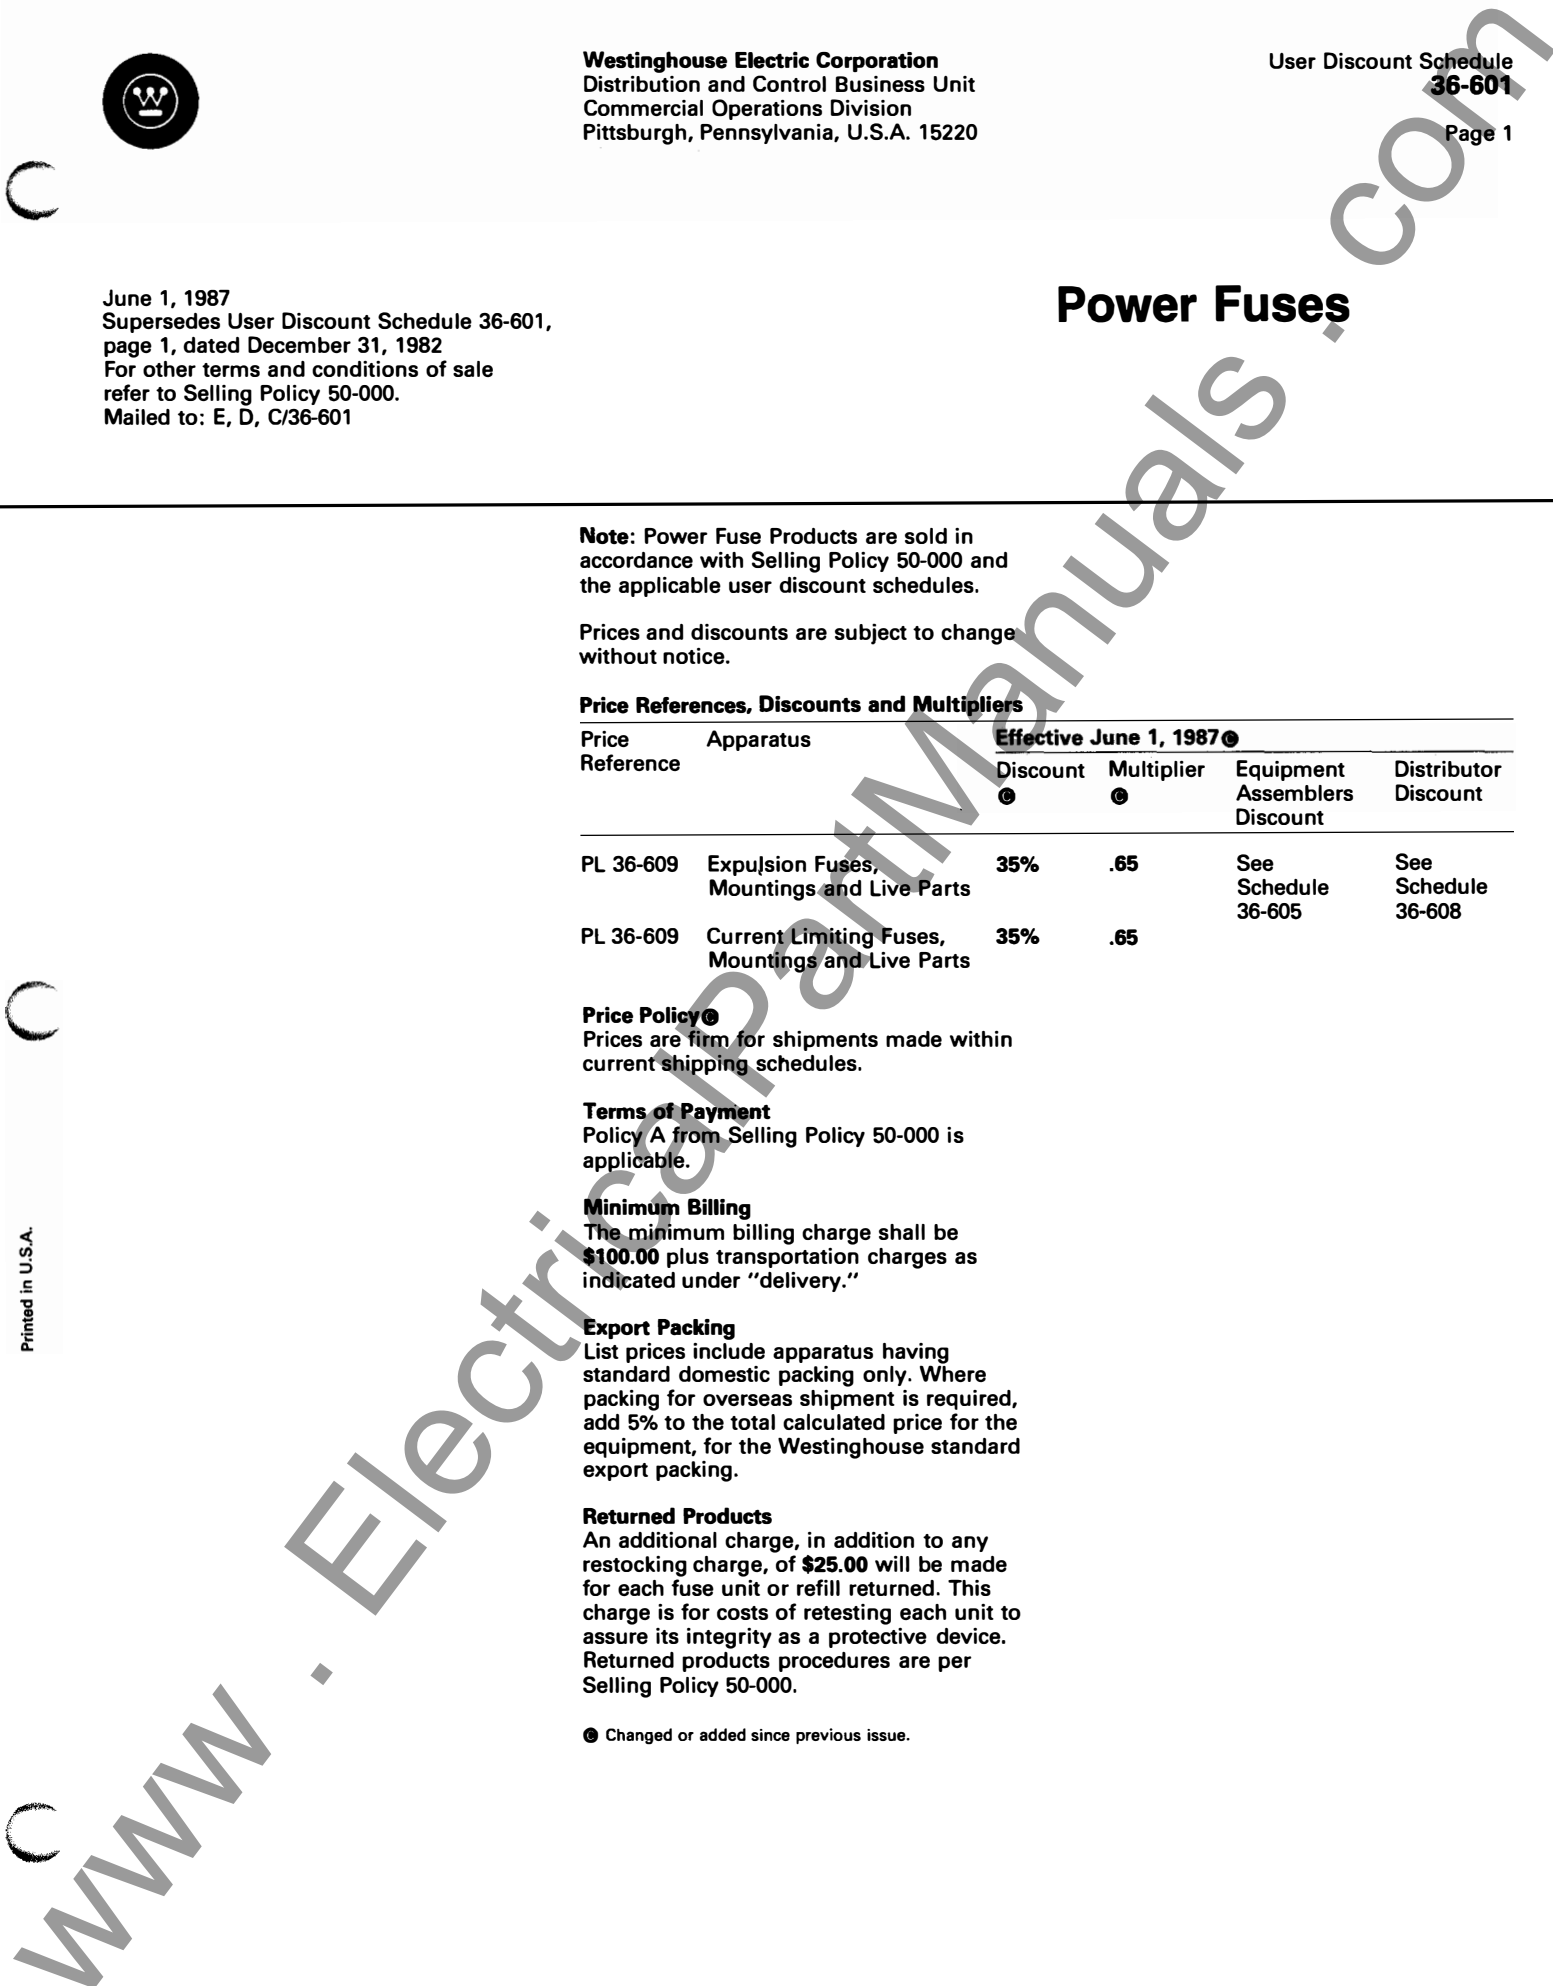 Westinghouse Electric Corporation
Distribution and Control Business Unit
Commercial Operations Division
Pittsburgh, Pennsylvania, U.S.A. 15220
User Discount Schedule
36-601
Page 1
June 1, 1987
Supersedes User Discount Schedule 36-601,
page 1, dated December 31, 1982
For other terms and conditions of sale
refer to Selling Policy 50-000.
Mailed to: E, D, C/36-601
Power Fuses
Note: Power Fuse Products are sold in
accordance with Selling Policy 50-000 and
the applicable user discount schedules.
Prices and discounts are subject to change
without notice.
Price References, Discounts and Multipliers
Price Apparatus Effective June 1, 1987 Ⓒ
Reference
Discount Multiplier Equipment Distributor
Ⓒ Ⓒ Assemblers Discount
Discount
PL 36-609 Expulsion Fuses, 35% .65 See See
Mountings and Live Parts Schedule Schedule
36-605 36-608
PL 36-609 Current Limiting Fuses, 35% .65
Mountings and Live Parts
Price Policy Ⓒ
Prices are firm for shipments made within
current shipping schedules.
Terms of Payment
Policy A from Selling Policy 50-000 is
applicable.
Minimum Billing
The minimum billing charge shall be
$100.00 plus transportation charges as
indicated under "delivery."
Export Packing
List prices include apparatus having
standard domestic packing only. Where
packing for overseas shipment is required,
add 5% to the total calculated price for the
equipment, for the Westinghouse standard
export packing.
Returned Products
An additional charge, in addition to any
restocking charge, of $25.00 will be made
for each fuse unit or refill returned. This
charge is for costs of retesting each unit to
assure its integrity as a protective device.
Returned products procedures are per
Selling Policy 50-000.
Ⓒ Changed or added since previous issue.
Printed in U.S.A.
www . ElectricalPartManuals . com